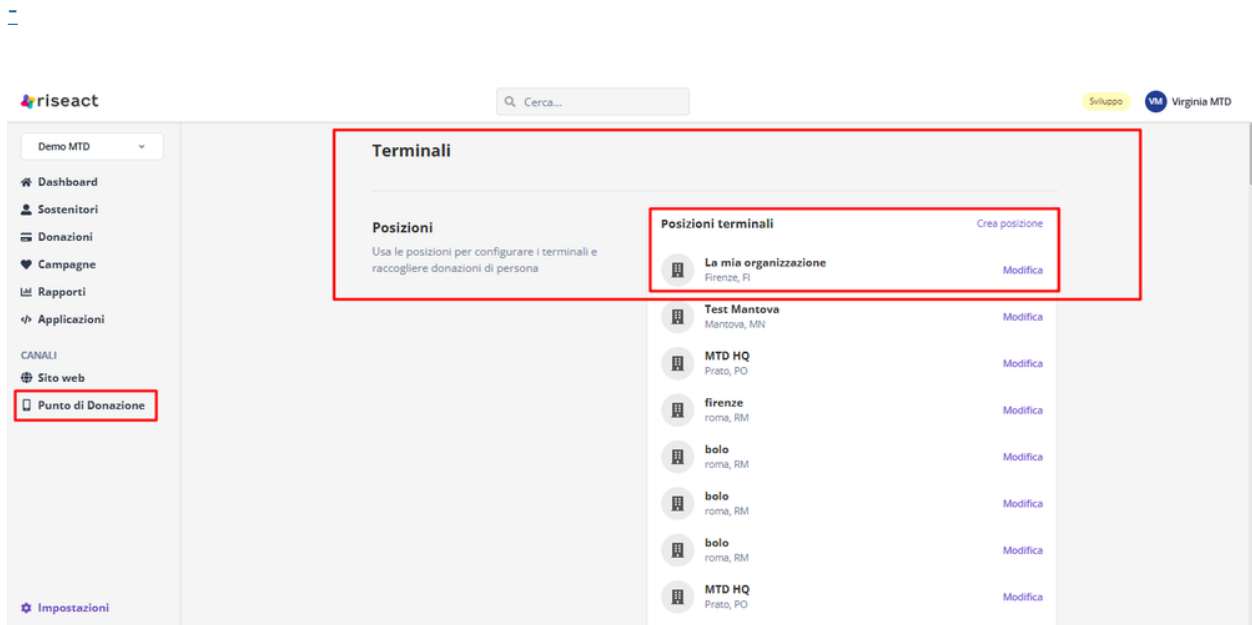 -
riseact
Cerca...
Sviluppo
VM
Virginia MTD
Demo MTD
Dashboard
Sostenitori
Donazioni
Campagne
Rapporti
Applicazioni
CANALI
Sito web
Punto di Donazione
Impostazioni
Terminali
Posizioni
Usa le posizioni per configurare i terminali e
raccogliere donazioni di persona
Posizioni terminali
Crea posizione
La mia organizzazione
Firenze, FI
Modifica
Test Mantova
Mantova, MN
Modifica
MTD HQ
Prato, PO
Modifica
firenze
roma, RM
Modifica
bolo
roma, RM
Modifica
bolo
roma, RM
Modifica
bolo
roma, RM
Modifica
MTD HQ
Prato, PO
Modifica